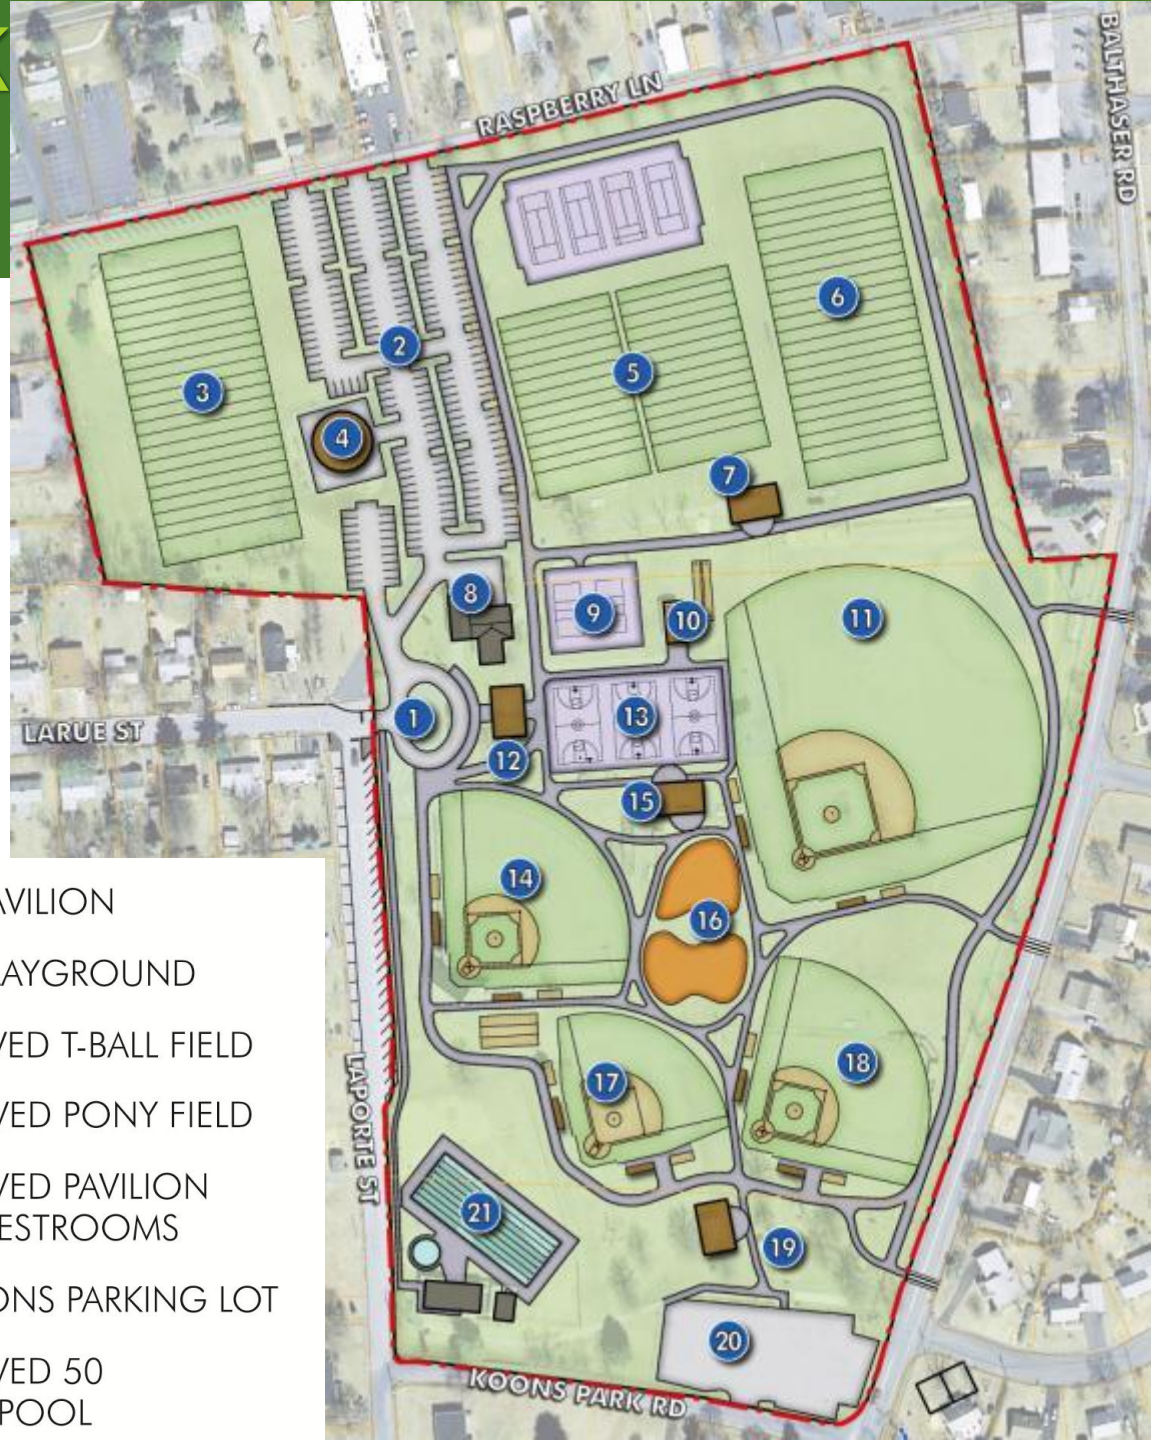 RASPBERRY LN
BALTHASER RD
6
2
5
3
4
7
8
9
10
11
1
13
LARUE ST
12
15
14
16
18
17
LAPORTE ST
21
19
20
KOONS PARK RD
AVILION
AYGROUND
VED T-BALL FIELD
VED PONY FIELD
VED PAVILION
ESTROOMS
ONS PARKING LOT
VED 50
POOL